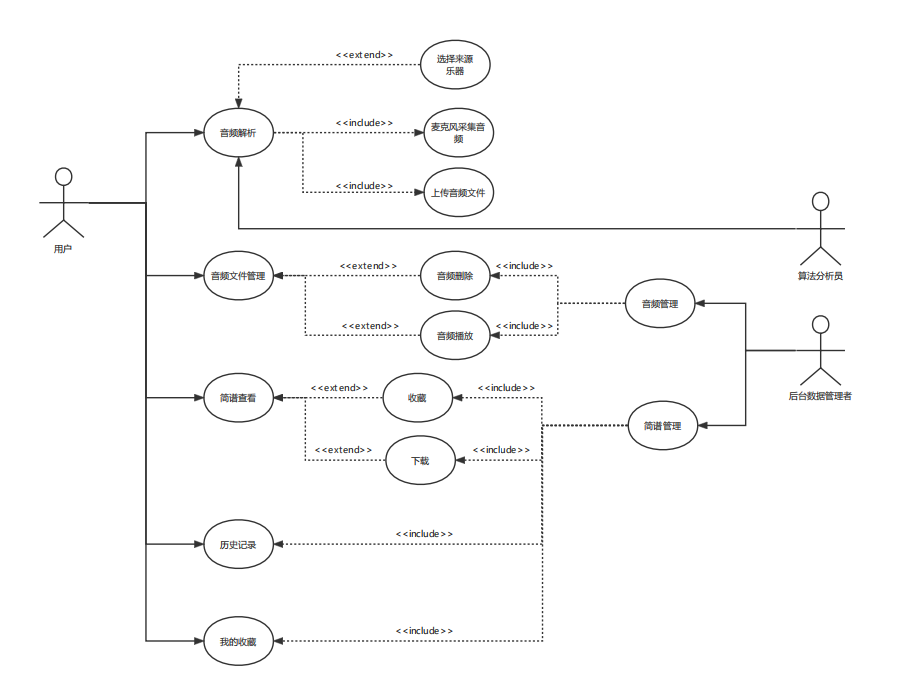 <<extend>>
选择来源
乐器
音频解析
<<include>>
麦克风采集音
频
<<include>>
上传音频文件
用户
算法分析员
音频文件管理
<<extend>>
音频删除
<<include>>
音频管理
<<extend>>
音频播放
<<include>>
后台数据管理者
简谱查看
<<extend>>
收藏
<<include>>
简谱管理
<<extend>>
下载
<<include>>
历史记录
<<include>>
我的收藏
<<include>>